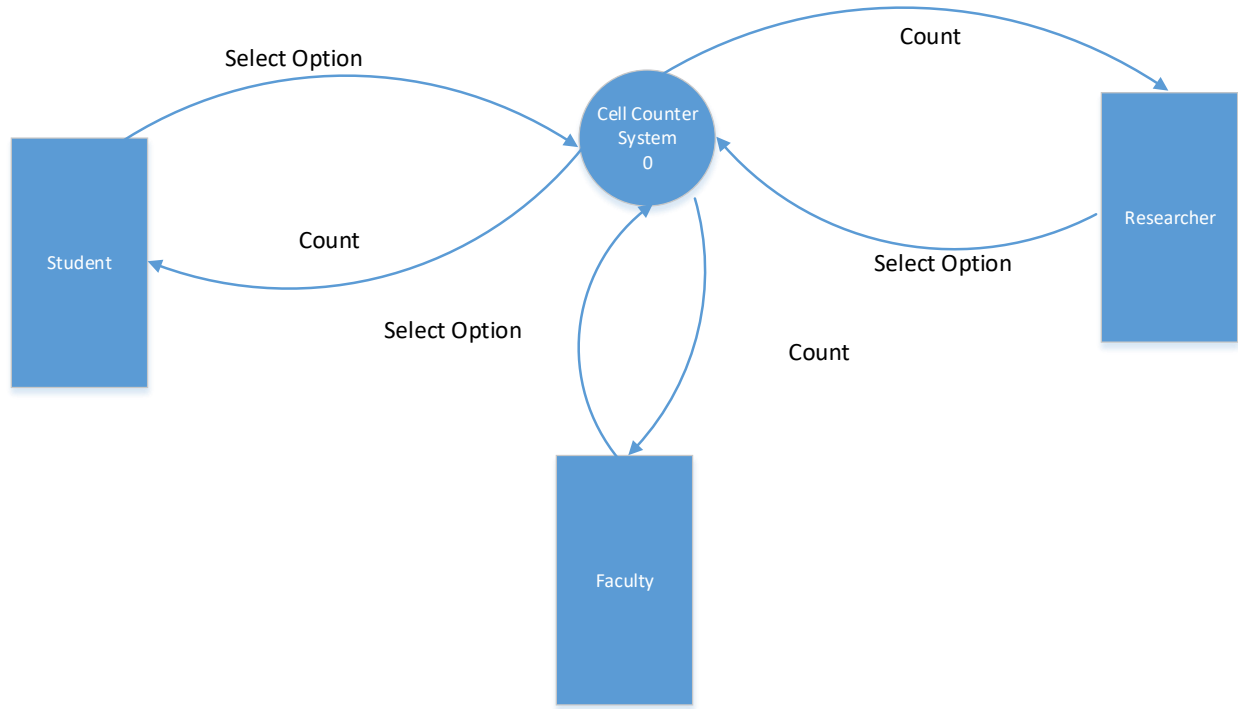 Count
Select Option
Cell Counter
System
0
Researcher
Count
Student
Select Option
Select Option
Count
Faculty